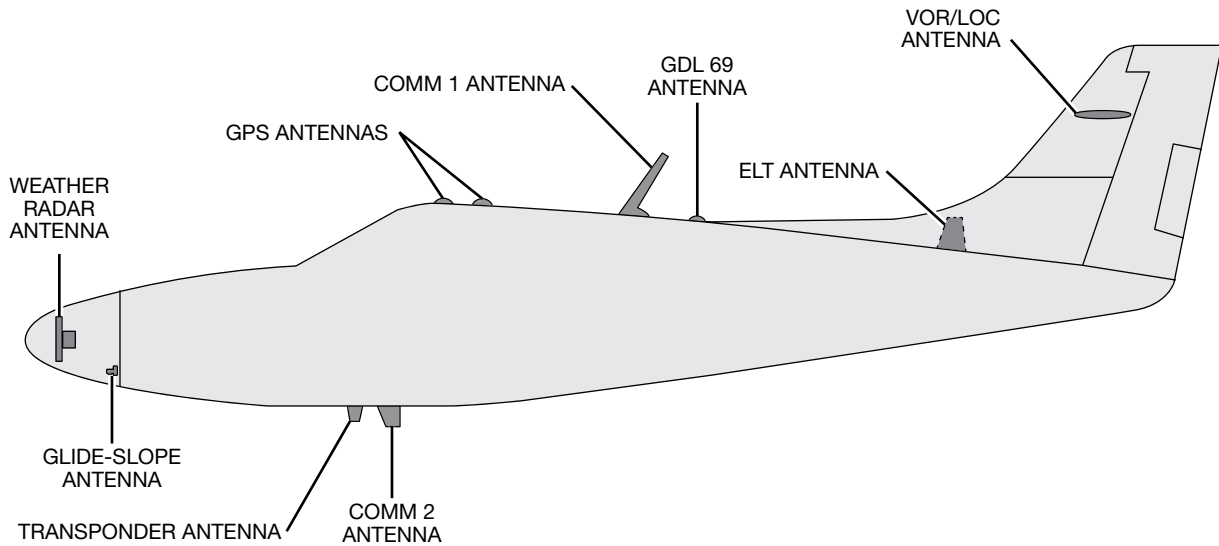 VOR/LOC
ANTENNA
GDL 69
ANTENNA
COMM 1 ANTENNA
GPS ANTENNAS
ELT ANTENNA
WEATHER
RADAR
ANTENNA
GLIDE-SLOPE
ANTENNA
TRANSPONDER ANTENNA
COMM 2
ANTENNA